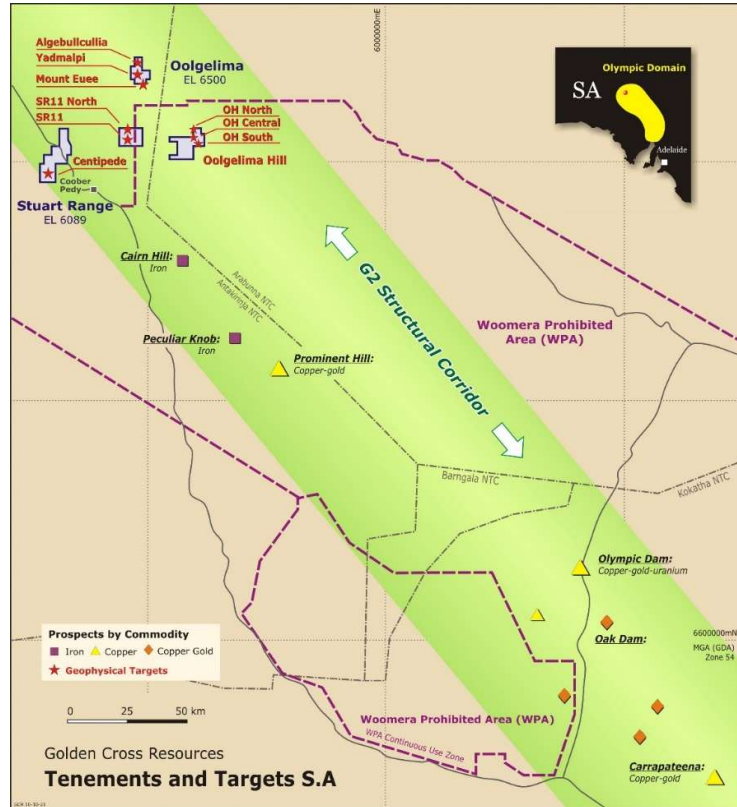 Algebullcullia
Yadmalpi
Mount Euee
Oolgelima
EL 6500
SR11 North
SR11
OH North
OH Central
OH South
Oolgelima Hill
Centipede
Coober
Pedy
Stuart Range
EL 6089
6000000mE
Olympic Domain
SA
Adelaide
Cairn Hill:
Iron
Arabunna NTC
Antakirinja NTC
G2 Structural Corridor
Woomera Prohibited
Area (WPA)
Peculiar Knob:
Iron
Prominent Hill:
Copper-gold
Barngala NTC
Kokatha NTC
Olympic Dam:
Copper-gold-uranium
Oak Dam:
6600000mN
MGA (GDA)
Zone 54
Prospects by Commodity
Iron Copper Copper Gold
Geophysical Targets
0 25 50 km
Woomera Prohibited Area (WPA)
WPA Continuous Use Zone
Golden Cross Resources
Tenements and Targets S.A
Carrapateena:
Copper-gold